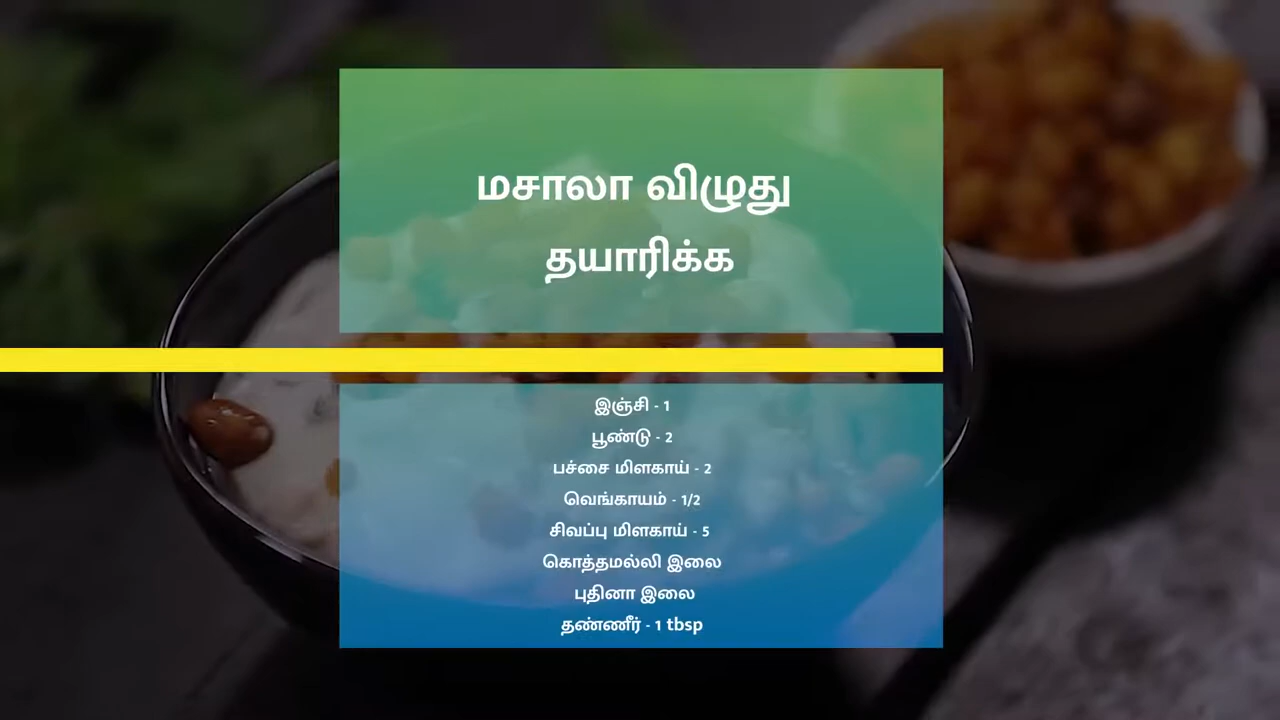 மசாலா விழுது
தயாரிக்க
இஞ்சி - 1
பூண்டு - 2
பச்சை மிளகாய் - 2
வெங்காயம் - 1/2
சிவப்பு மிளகாய் - 5
கொத்தமல்லி இலை
புதினா இலை
தண்ணீர் - 1 tbsp